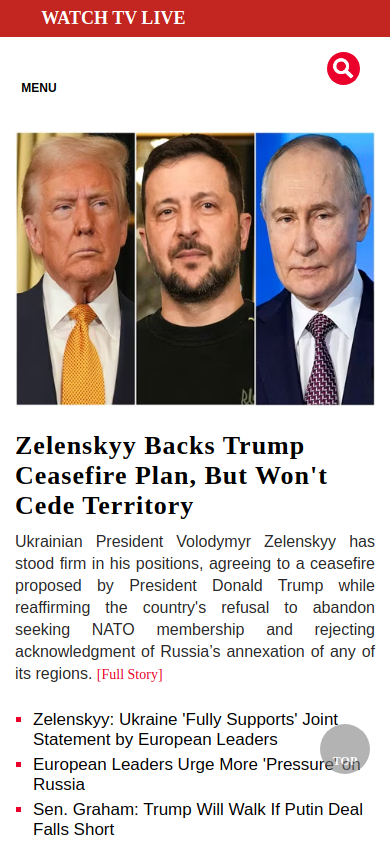 WATCH TV LIVE
MENU
Zelenskyy Backs Trump
Ceasefire Plan, But Won't
Cede Territory
Ukrainian President Volodymyr Zelenskyy has
stood firm in his positions, agreeing to a ceasefire
proposed by President Donald Trump while
reaffirming the country's refusal to abandon
seeking NATO membership and rejecting
acknowledgment of Russia’s annexation of any of
its regions. [Full Story]
Zelenskyy: Ukraine 'Fully Supports' Joint
Statement by European Leaders
European Leaders Urge More 'Pressure' on
Russia
TOP
Sen. Graham: Trump Will Walk If Putin Deal
Falls Short